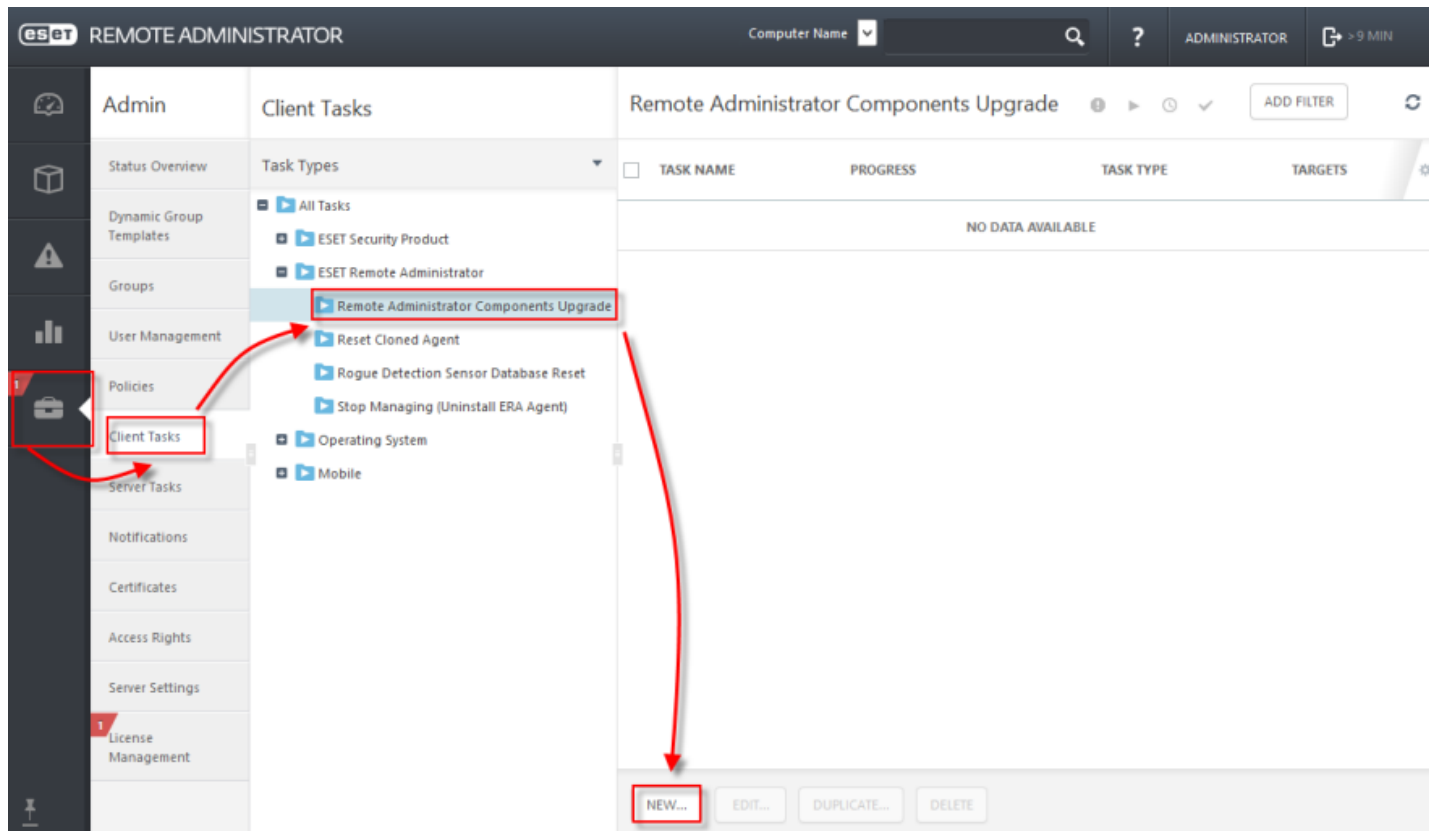 eset REMOTE ADMINISTRATOR
Computer Name
?
ADMINISTRATOR
>9 MIN
Admin
Status Overview
Dynamic Group
Templates
Groups
User Management
Policies
1
Client Tasks
Server Tasks
Notifications
Certificates
Access Rights
Server Settings
1
License
Management
Client Tasks
Task Types
All Tasks
ESET Security Product
ESET Remote Administrator
Remote Administrator Components Upgrade
Reset Cloned Agent
Rogue Detection Sensor Database Reset
Stop Managing (Uninstall ERA Agent)
Operating System
Mobile
Remote Administrator Components Upgrade
ADD FILTER
TASK NAME PROGRESS TASK TYPE TARGETS
NO DATA AVAILABLE
NEW... EDIT... DUPLICATE... DELETE